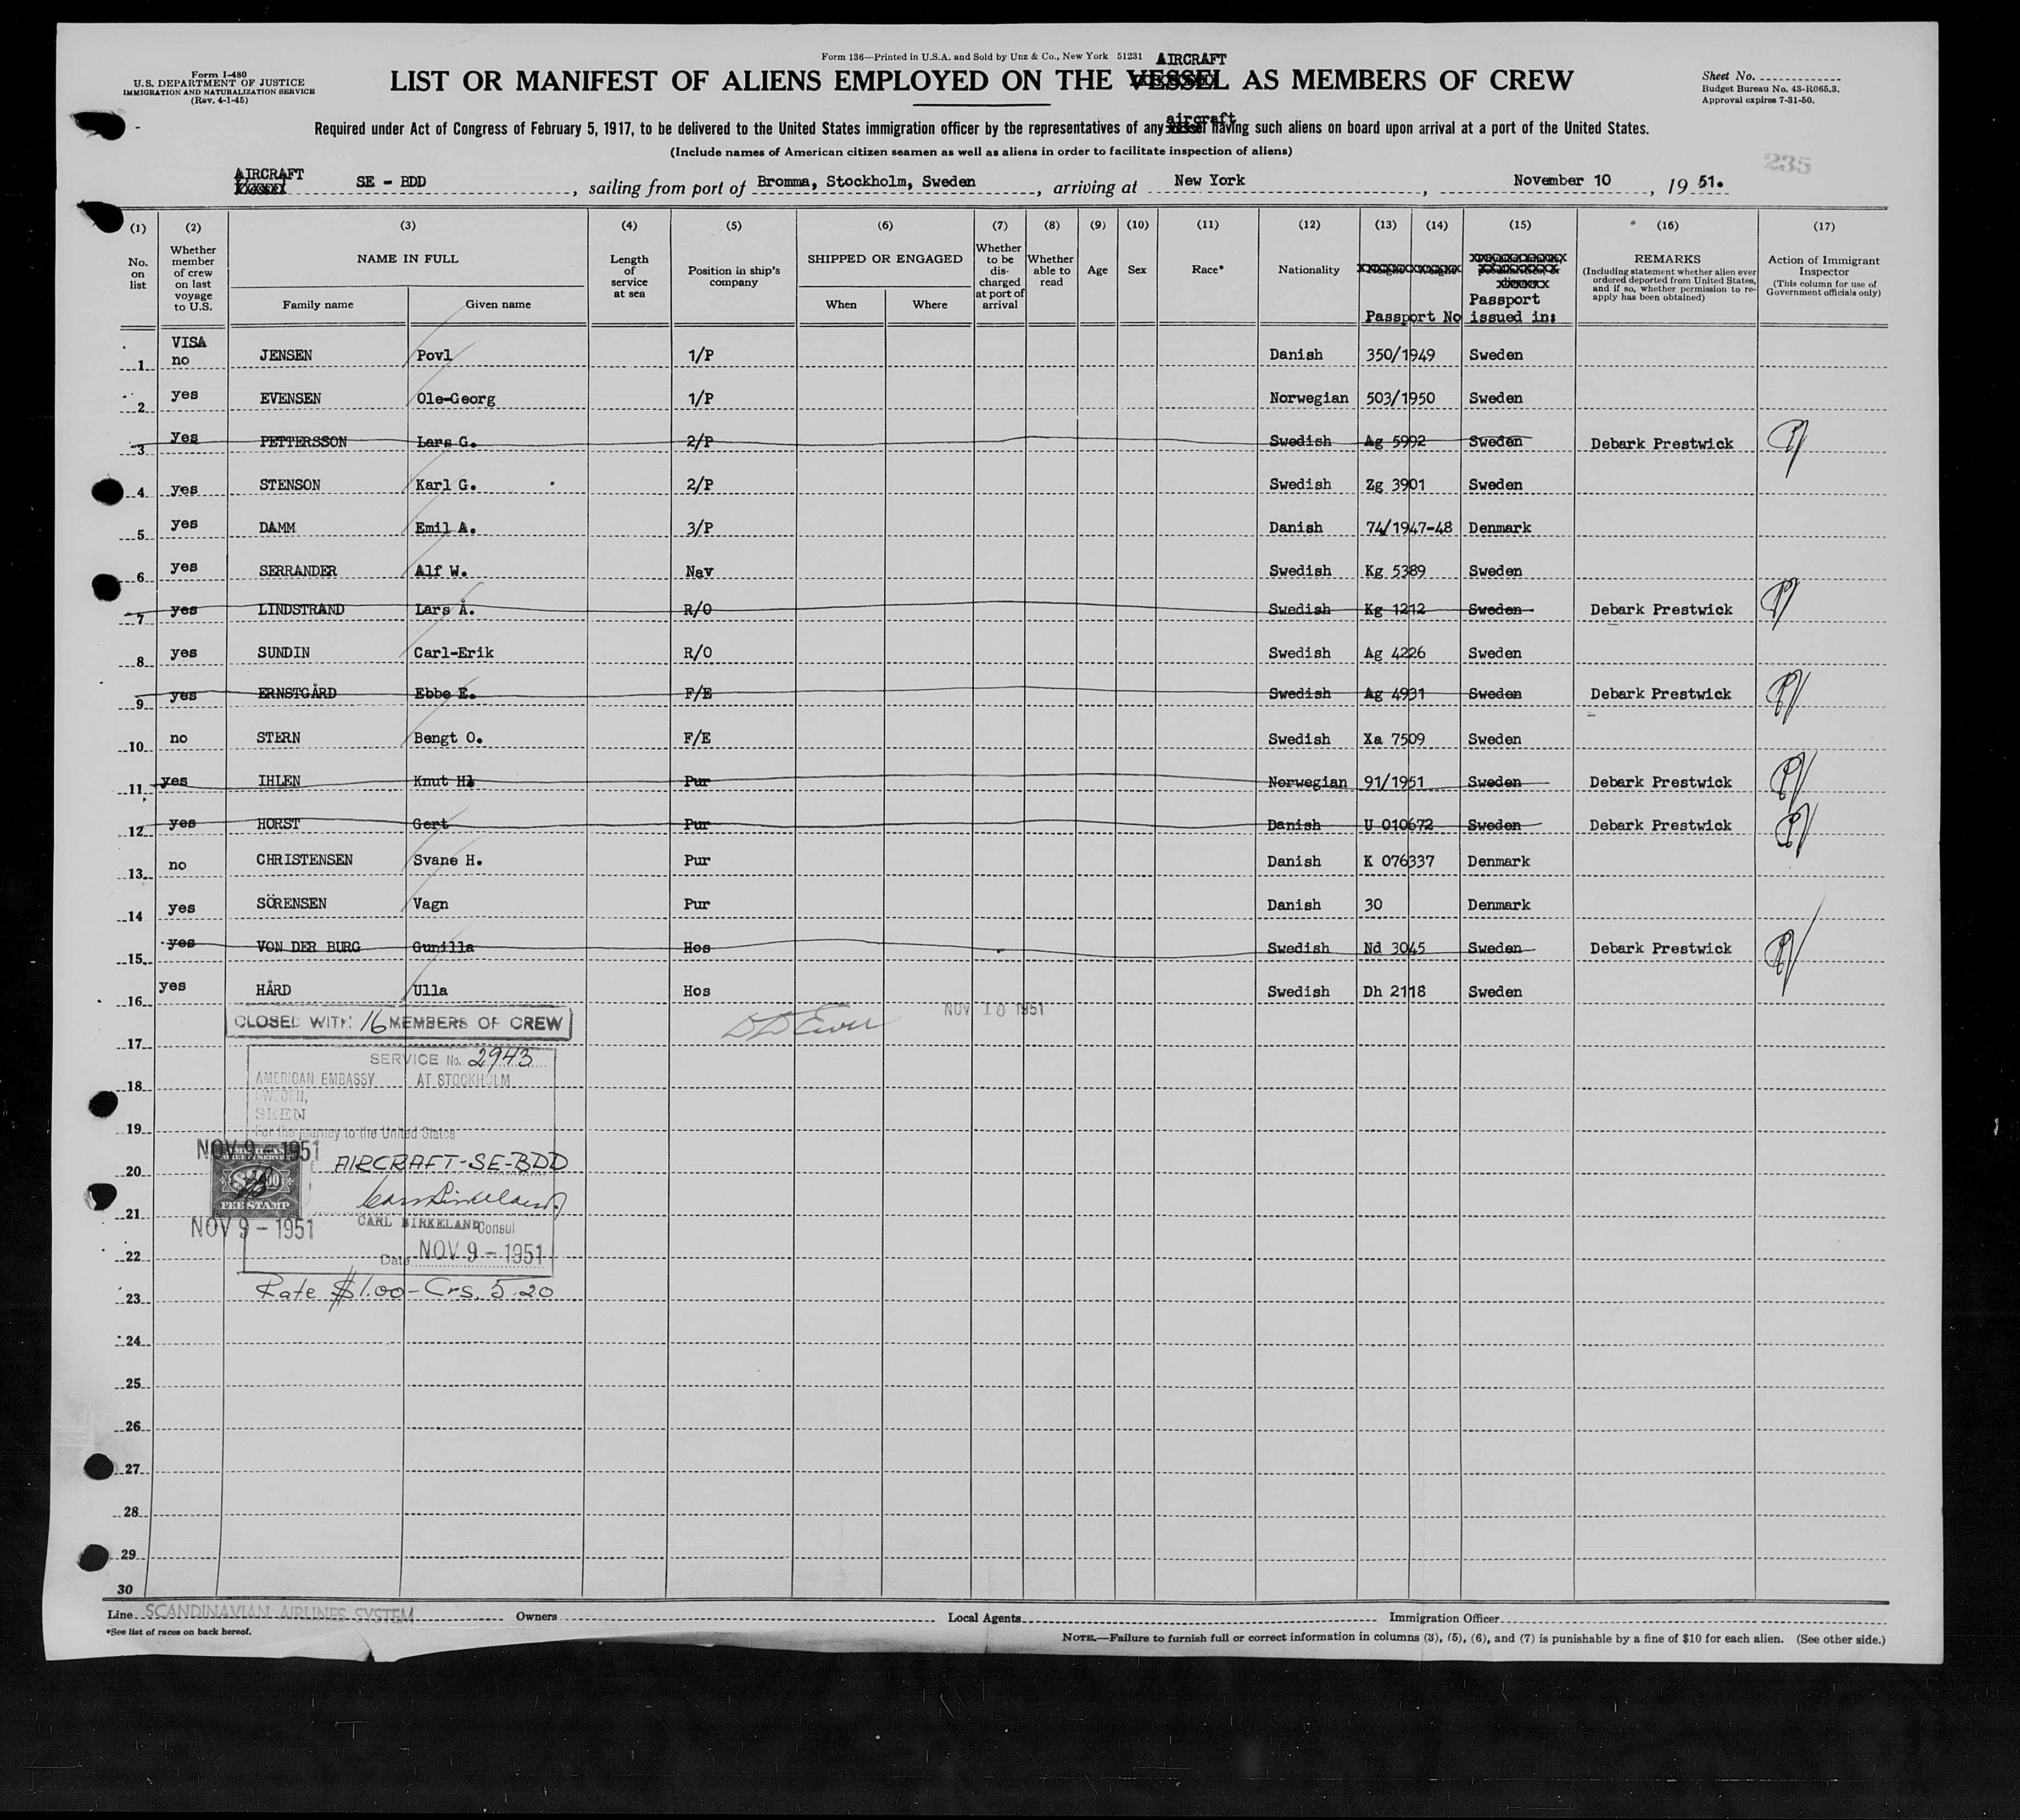 Form 136—Printed in U.S.A. and Sold by Unz & Co., New York 51231
Form I-480
U.S. DEPARTMENT OF JUSTICE
IMMIGRATION AND NATURALIZATION SERVICE
(Rev. 4-1-45)
AIRCRAFT
LIST OR MANIFEST OF ALIENS EMPLOYED ON THE VESSEL AS MEMBERS OF CREW
Sheet No.
Budget Bureau No. 43-R065.3.
Approval expires 7-31-50.
aircraft
Required under Act of Congress of February 5, 1917, to be delivered to the United States immigration officer by the representatives of any vessel having such aliens on board upon arrival at a port of the United States.
(Include names of American citizen seamen as well as aliens in order to facilitate inspection of aliens)
235
AIRCRAFT SE - BDD, sailing from port of Bromma, Stockholm, Sweden, arriving at New York, November 10, 19 51.
(1) (2) (3) (4) (5) (6) (7) (8) (9) (10) (11) (12) (13) (14) (15) (16) (17)
No. on list
Whether member of crew on last voyage to U.S.
NAME IN FULL
Family name
Given name
Length of service at sea
Position in ship's company
SHIPPED OR ENGAGED
When
Where
Whether to be discharged at port of arrival
Whether able to read
Age
Sex
Race*
Nationality
Passport No
Passport issued in:
REMARKS
(Including statement whether alien ever ordered deported from United States, and if so, whether permission to reapply has been obtained)
Action of Immigrant Inspector
(This column for use of Government officials only)
VISA
1 no JENSEN Povl 1/P Danish 350/1949 Sweden
2 yes EVENSEN Ole-Georg 1/P Norwegian 503/1950 Sweden
3 Yes PETTERSSON Lars G. 2/P Swedish Ag 5992 Sweden Debark Prestwick
4 yes STENSON Karl G. 2/P Swedish Zg 3901 Sweden
5 yes DAMM Emil A. 3/P Danish 74/1947-48 Denmark
6 yes SERRANDER Alf W. Nav Swedish Kg 5389 Sweden
7 yes LINDSTRAND Lars Å. R/O Swedish Kg 1212 Sweden Debark Prestwick
8 yes SUNDIN Carl-Erik R/O Swedish Ag 4226 Sweden
9 yes ERNSTGÅRD Ebbe E. F/E Swedish Ag 4931 Sweden Debark Prestwick
10 no STERN Bengt O. F/E Swedish Xa 7509 Sweden
11 yes IHLEN Knut Hl Pur Norwegian 91/1951 Sweden Debark Prestwick
12 yes HORST Gert Pur Danish U 010672 Sweden Debark Prestwick
13 no CHRISTENSEN Svane H. Pur Danish K 076337 Denmark
14 yes SÖRENSEN Vagn Pur Danish 30 Denmark
15 yes VON DER BURG Gunilla Hos Swedish Nd 3045 Sweden Debark Prestwick
16 yes HÅRD Ulla Hos Swedish Dh 2118 Sweden
CLOSED WITH 16 MEMBERS OF CREW
NOV 10 1951
17
SERVICE No. 2943
AMERICAN EMBASSY AT STOCKHOLM
18
SWEDEN,
SEEN
19
For the journey to the United States
NOV 9 - 1951
AIRCRAFT-SE-BDD
20
FEE STAMP
21
NOV 9 - 1951
CARL BIRKELAND Consul
Date NOV 9 - 1951
22
Rate $1.00 - Crs. 5.20
23
24
25
26
27
28
29
30
Line SCANDINAVIAN AIRLINES SYSTEM Owners Local Agents Immigration Officer
*See list of races on back hereof.
NOTE.—Failure to furnish full or correct information in columns (3), (5), (6), and (7) is punishable by a fine of $10 for each alien. (See other side.)